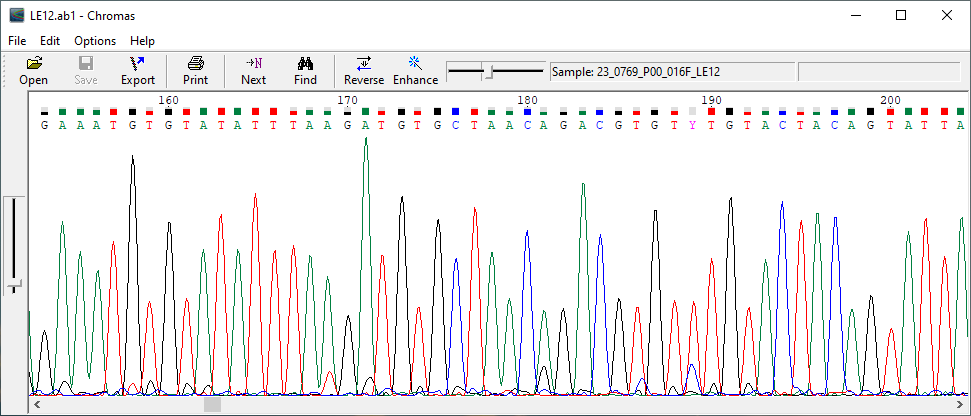 LE12.ab1 - Chromas
File Edit Options Help
Open Save Export Print Next Find Reverse Enhance Sample: 23_0769_P00_016F_LE12
160 170 180 190 200
G A A A T G T G T A T A T T T A A G A T G T G C T A A C A G A C G T G T Y T G T A C T A C A G T A T T A